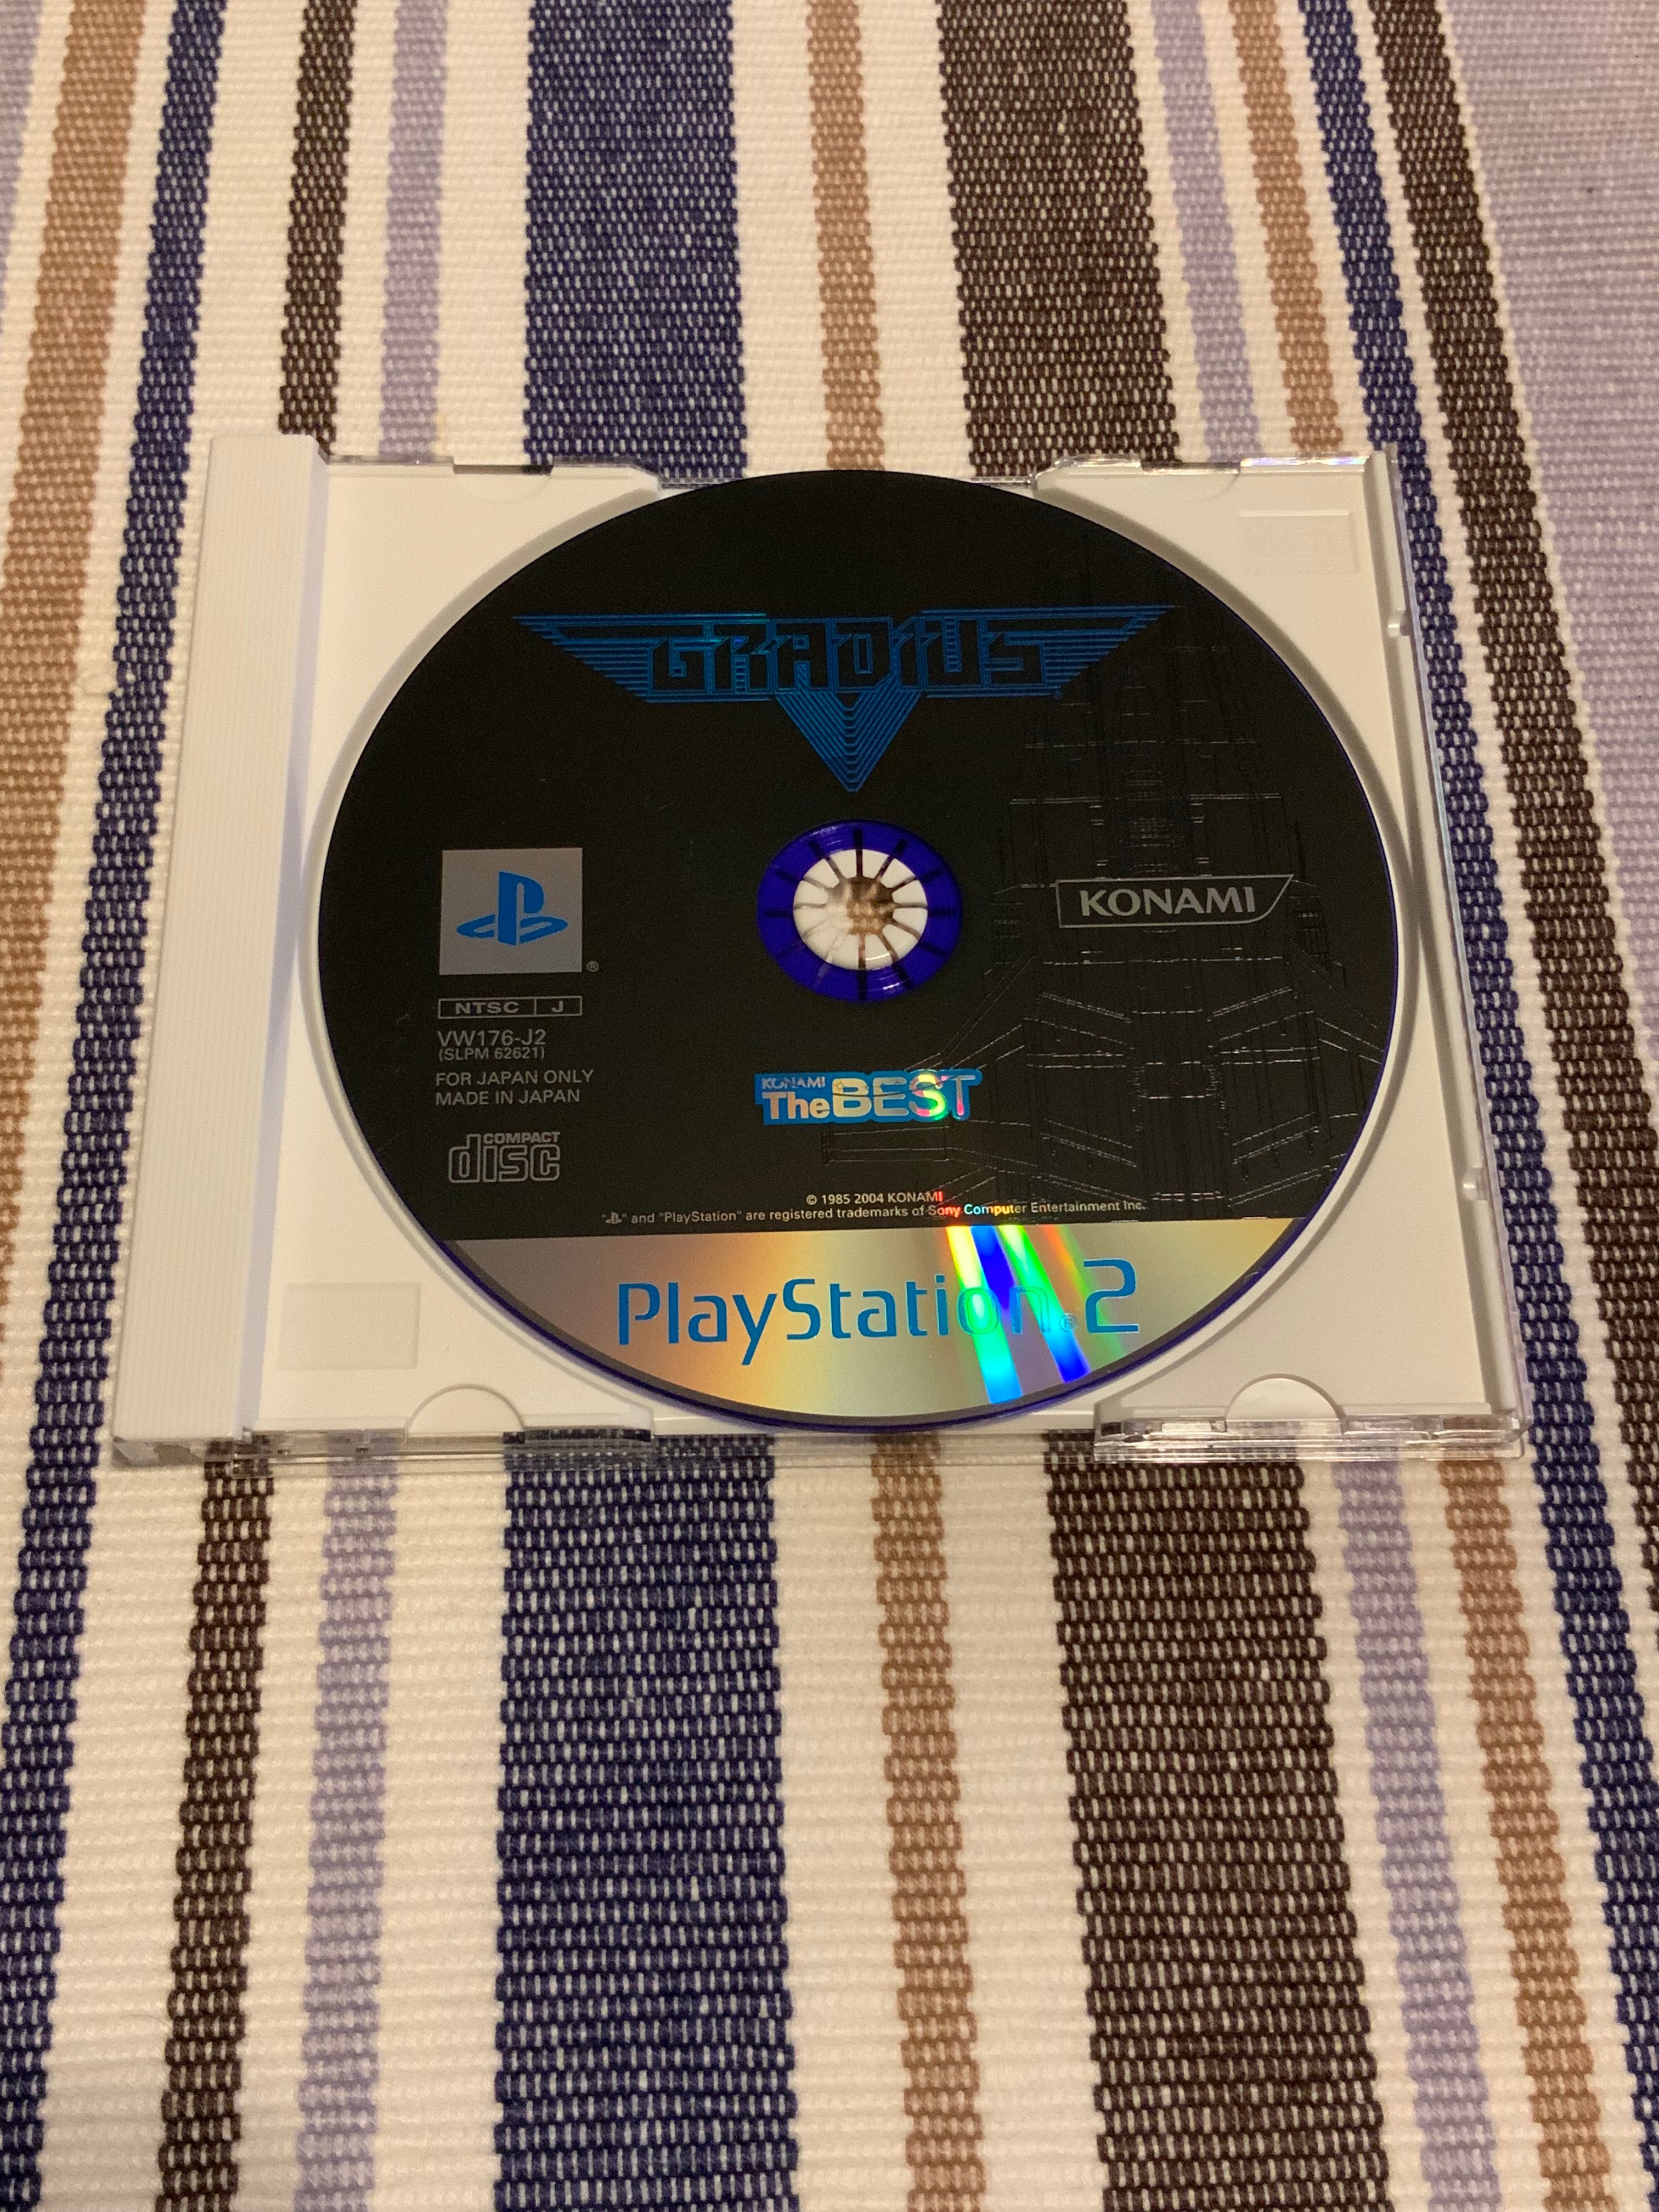 GRADIUS
V
KONAMI
®
NTSC J
VW176-J2
(SLPM 62621)
FOR JAPAN ONLY
MADE IN JAPAN
COMPACT
disc
KONAMI
The BEST
© 1985 2004 KONAMI
" " and "PlayStation" are registered trademarks of Sony Computer Entertainment Inc.
PlayStation®2